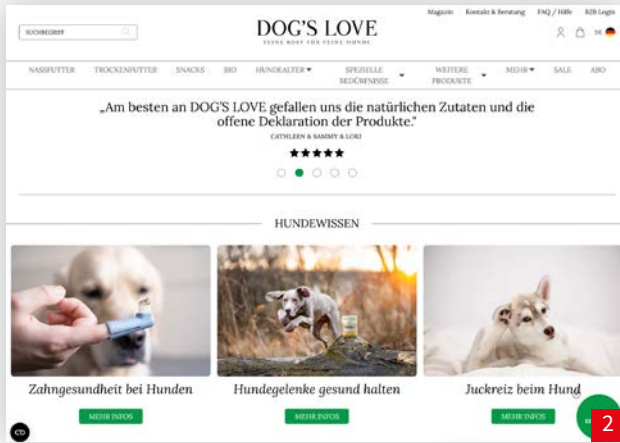 Magazin Kontakt & Beratung FAQ / Hilfe B2B Login
SUCHBEGRIFF
DOG'S LOVE
FEINE KOST FÜR FEINE HUNDE
DE
NASSFUTTER TROCKENFUTTER SNACKS BIO HUNDEALTER SPEZIELLE BEDÜRFNISSE WEITERE PRODUKTE MEHR SALE ABO
„Am besten an DOG'S LOVE gefallen uns die natürlichen Zutaten und die
offene Deklaration der Produkte."
CATHLEEN & SAMMY & LOKI
HUNDEWISSEN
Zahngesundheit bei Hunden Hundegelenke gesund halten Juckreiz beim Hund
MEHR INFOS MEHR INFOS MEHR INFOS
2